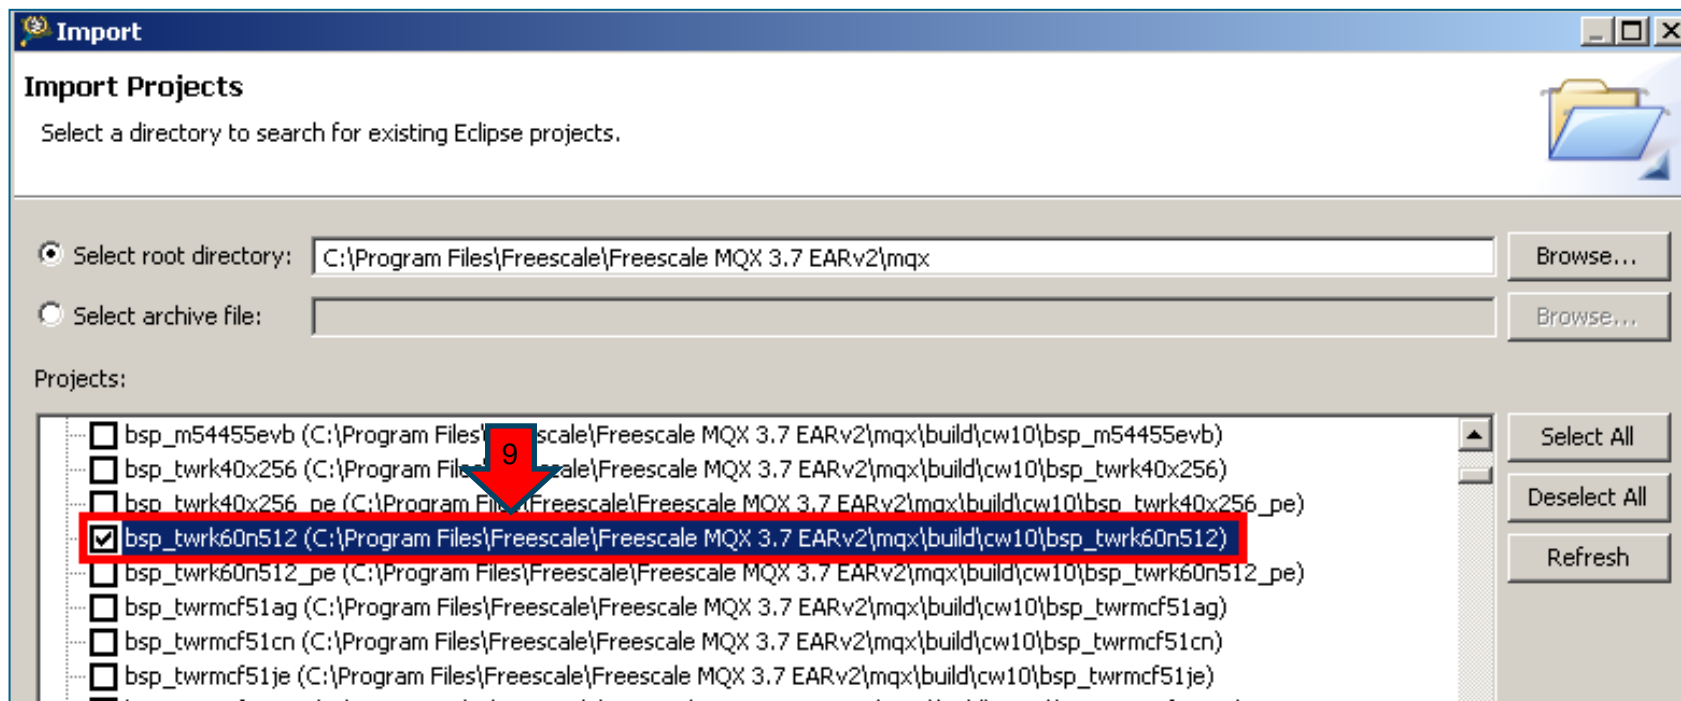 Import
Import Projects
Select a directory to search for existing Eclipse projects.
Select root directory: C:\Program Files\Freescale\Freescale MQX 3.7 EARv2\mqx Browse...
Select archive file: Browse...
Projects:
bsp_m54455evb (C:\Program Files\ scale\Freescale MQX 3.7 EARv2\mqx\build\cw10\bsp_m54455evb) Select All
9
bsp_twrk40x256 (C:\Program File scale\Freescale MQX 3.7 EARv2\mqx\build\cw10\bsp_twrk40x256)
bsp_twrk40x256_pe (C:\Program Files\Freescale\Freescale MQX 3.7 EARv2\mqx\build\cw10\bsp_twrk40x256_pe) Deselect All
bsp_twrk60n512 (C:\Program Files\Freescale\Freescale MQX 3.7 EARv2\mqx\build\cw10\bsp_twrk60n512)
Refresh
bsp_twrk60n512_pe (C:\Program Files\Freescale\Freescale MQX 3.7 EARv2\mqx\build\cw10\bsp_twrk60n512_pe)
bsp_twrmcf51ag (C:\Program Files\Freescale\Freescale MQX 3.7 EARv2\mqx\build\cw10\bsp_twrmcf51ag)
bsp_twrmcf51cn (C:\Program Files\Freescale\Freescale MQX 3.7 EARv2\mqx\build\cw10\bsp_twrmcf51cn)
bsp_twrmcf51je (C:\Program Files\Freescale\Freescale MQX 3.7 EARv2\mqx\build\cw10\bsp_twrmcf51je)